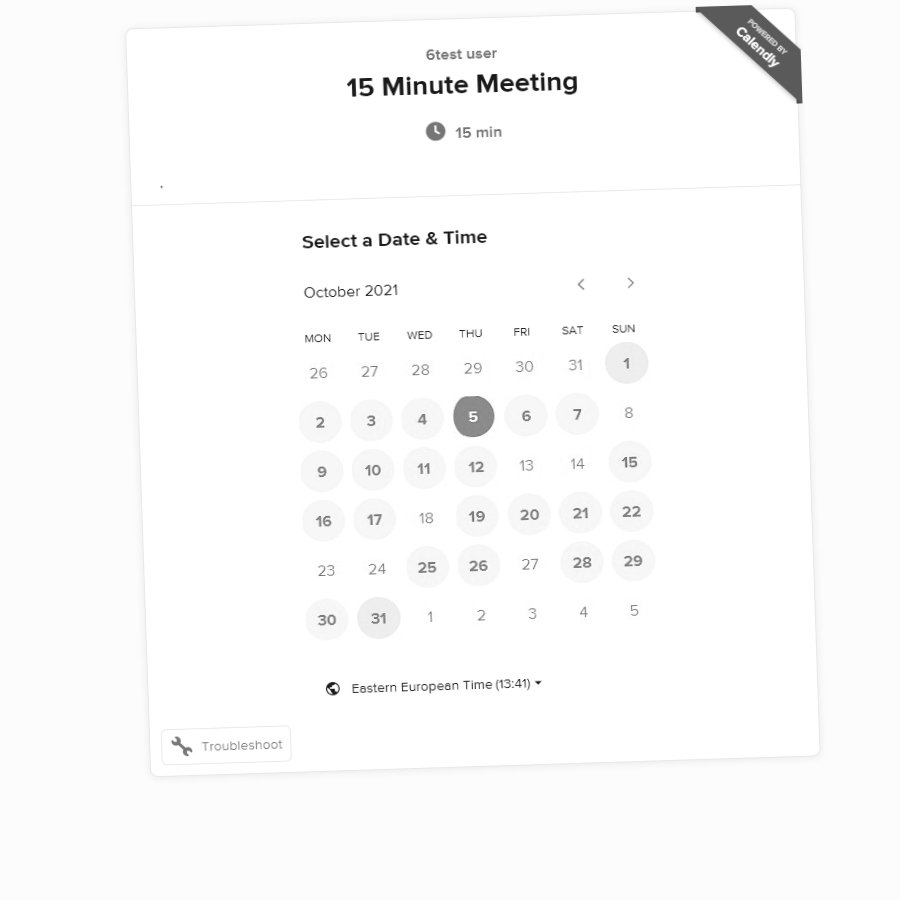 POWERED BY
Calendly
6test user
15 Minute Meeting
15 min
.
Select a Date & Time
October 2021
MON TUE WED THU FRI SAT SUN
26 27 28 29 30 31 1
2 3 4 5 6 7 8
9 10 11 12 13 14 15
16 17 18 19 20 21 22
23 24 25 26 27 28 29
30 31 1 2 3 4 5
Eastern European Time (13:41)
Troubleshoot